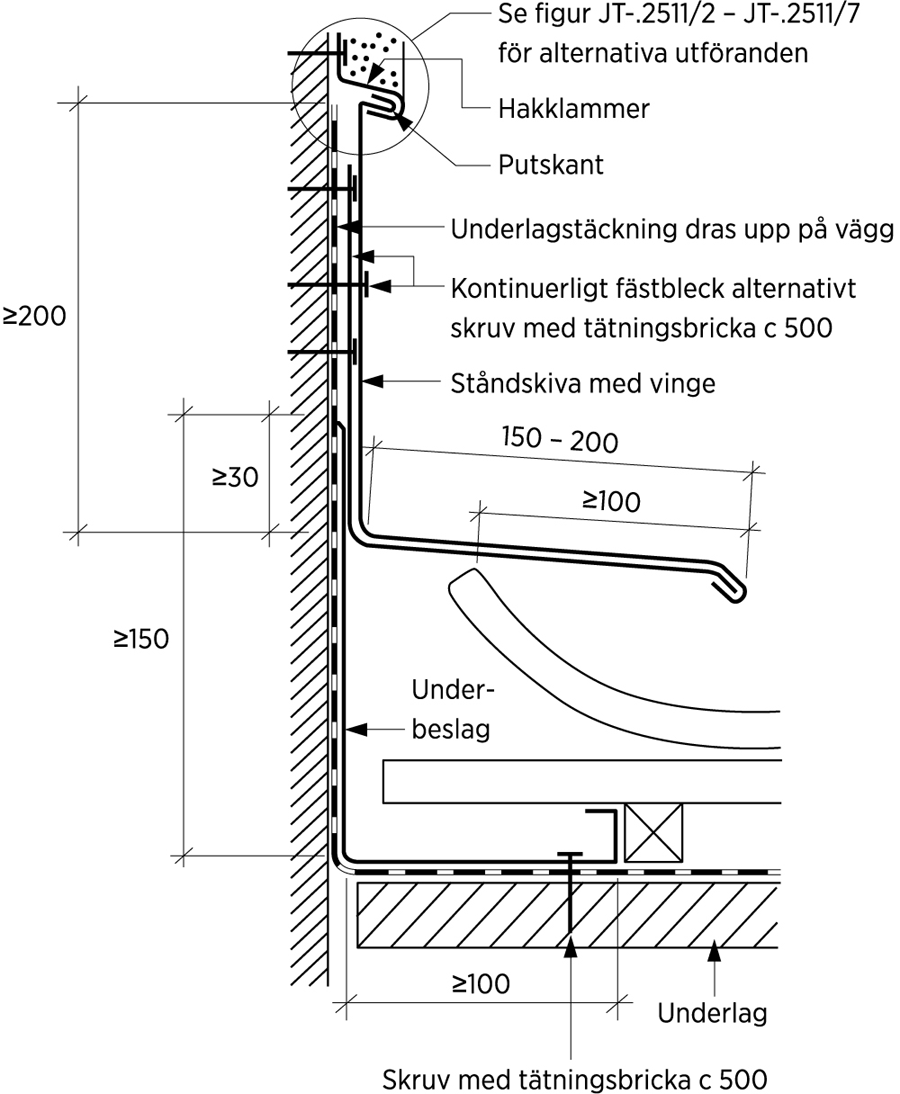 Se figur JT-.2511/2 – JT-.2511/7
för alternativa utföranden
Hakklammer
Putskant
Underlagstäckning dras upp på vägg
Kontinuerligt fästbleck alternativt
skruv med tätningsbricka c 500
≥200
Ståndskiva med vinge
150 – 200
≥30
≥100
≥150
Under-
beslag
≥100
Underlag
Skruv med tätningsbricka c 500